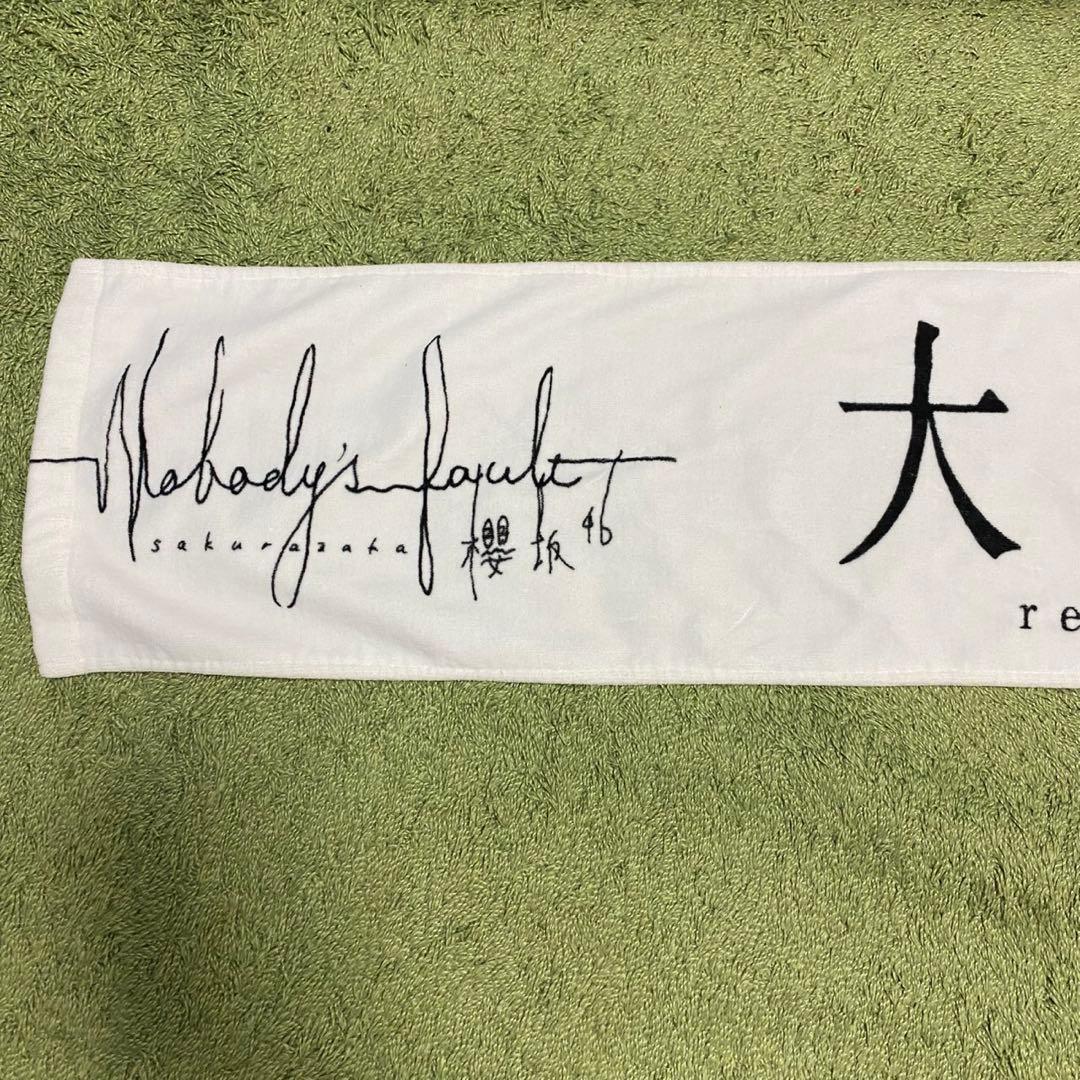 Nobody's fault
sakurazaka 櫻坂46
大
re